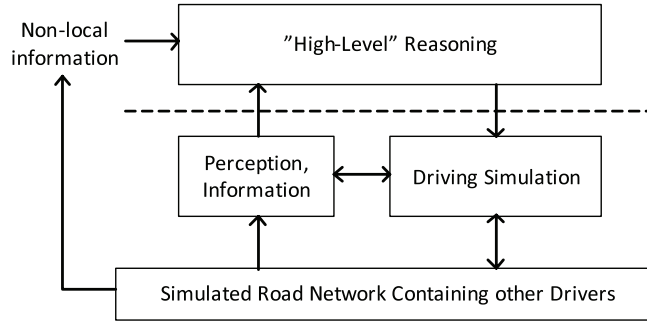 Non-local
information
”High-Level” Reasoning
Perception,
Information
Driving Simulation
Simulated Road Network Containing other Drivers